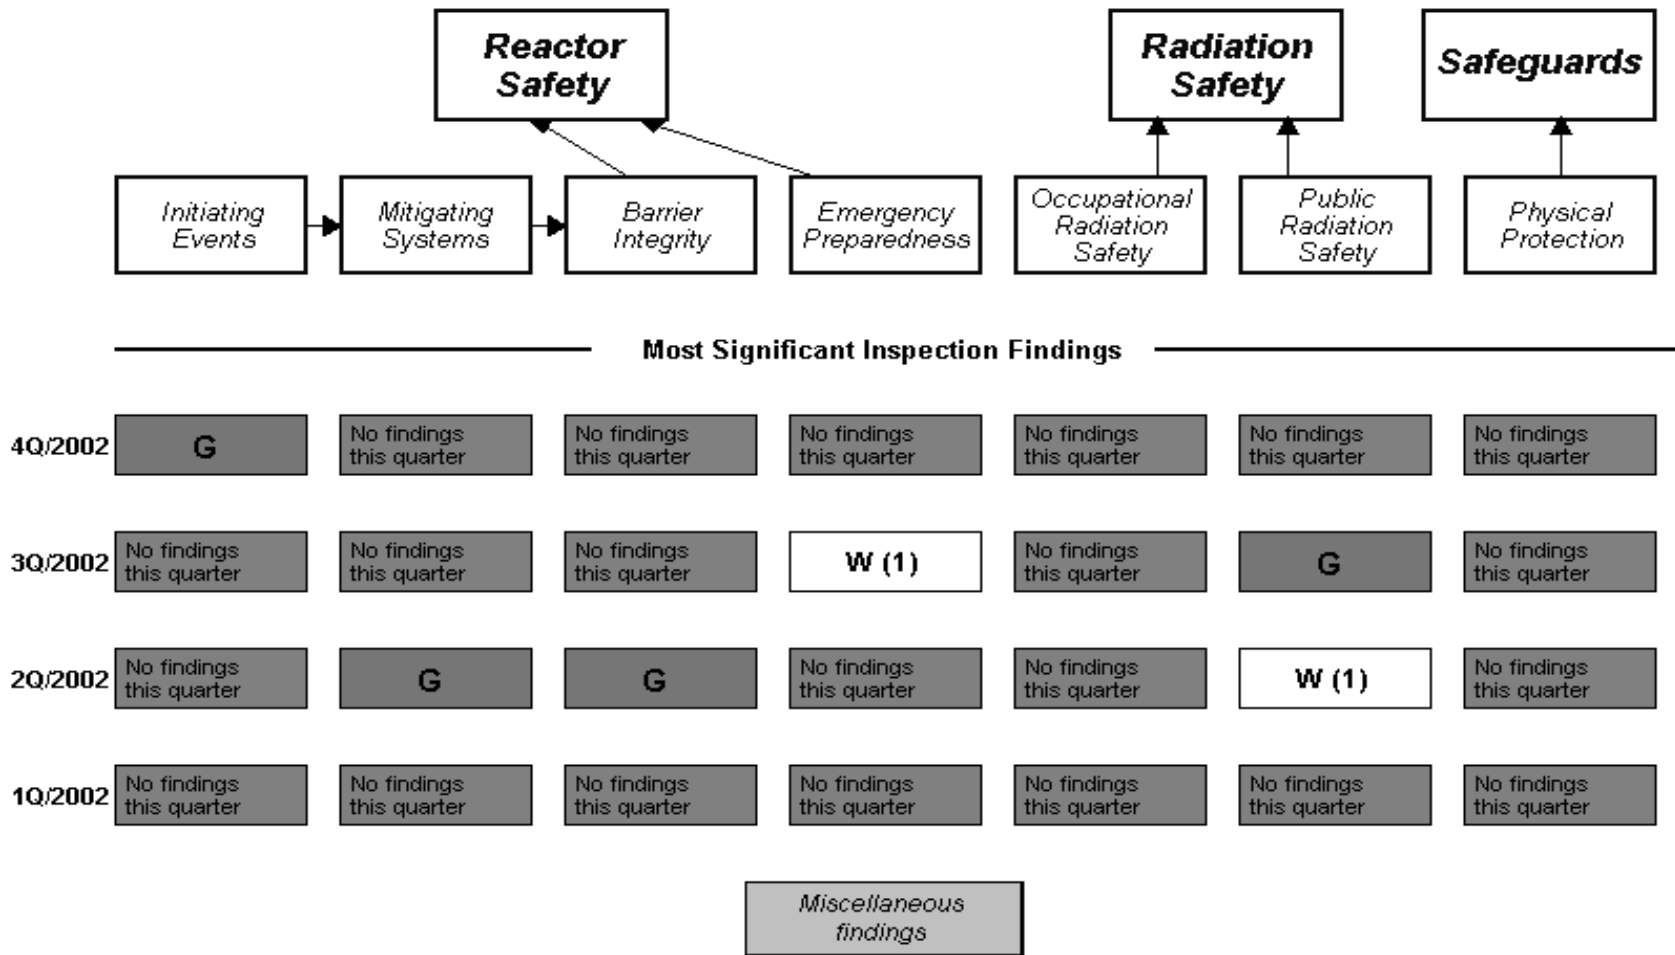 Reactor
Safety
Radiation
Safety
Safeguards
Initiating
Events
Mitigating
Systems
Barrier
Integrity
Emergency
Preparedness
Occupational
Radiation
Safety
Public
Radiation
Safety
Physical
Protection
Most Significant Inspection Findings
4Q/2002
G
No findings
this quarter
No findings
this quarter
No findings
this quarter
No findings
this quarter
No findings
this quarter
No findings
this quarter
3Q/2002
No findings
this quarter
No findings
this quarter
No findings
this quarter
W (1)
No findings
this quarter
G
No findings
this quarter
2Q/2002
No findings
this quarter
G
G
No findings
this quarter
No findings
this quarter
W (1)
No findings
this quarter
1Q/2002
No findings
this quarter
No findings
this quarter
No findings
this quarter
No findings
this quarter
No findings
this quarter
No findings
this quarter
No findings
this quarter
Miscellaneous
findings